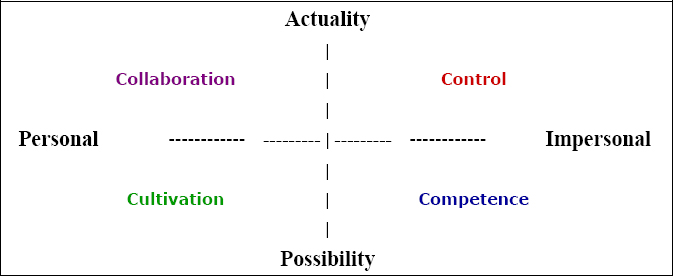 Actuality
|
Collaboration | Control
|
Personal ------------ --------- | --------- ------------ Impersonal
|
Cultivation | Competence
|
Possibility